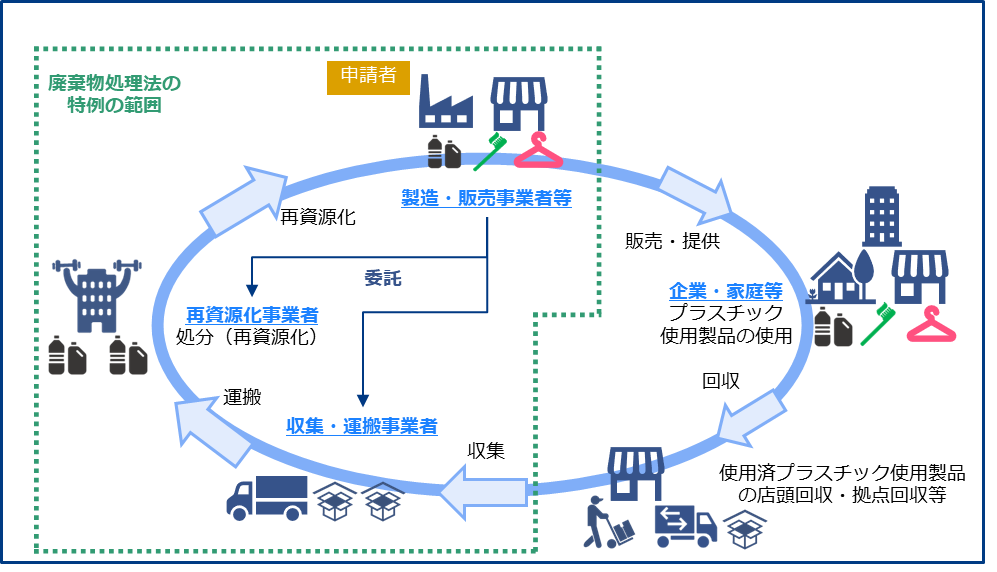 廃棄物処理法の
特例の範囲
申請者
製造・販売事業者等
再資源化
販売・提供
委託
企業・家庭等
プラスチック
使用製品の使用
再資源化事業者
処分（再資源化）
回収
運搬
収集・運搬事業者
収集
使用済プラスチック使用製品
の店頭回収・拠点回収等